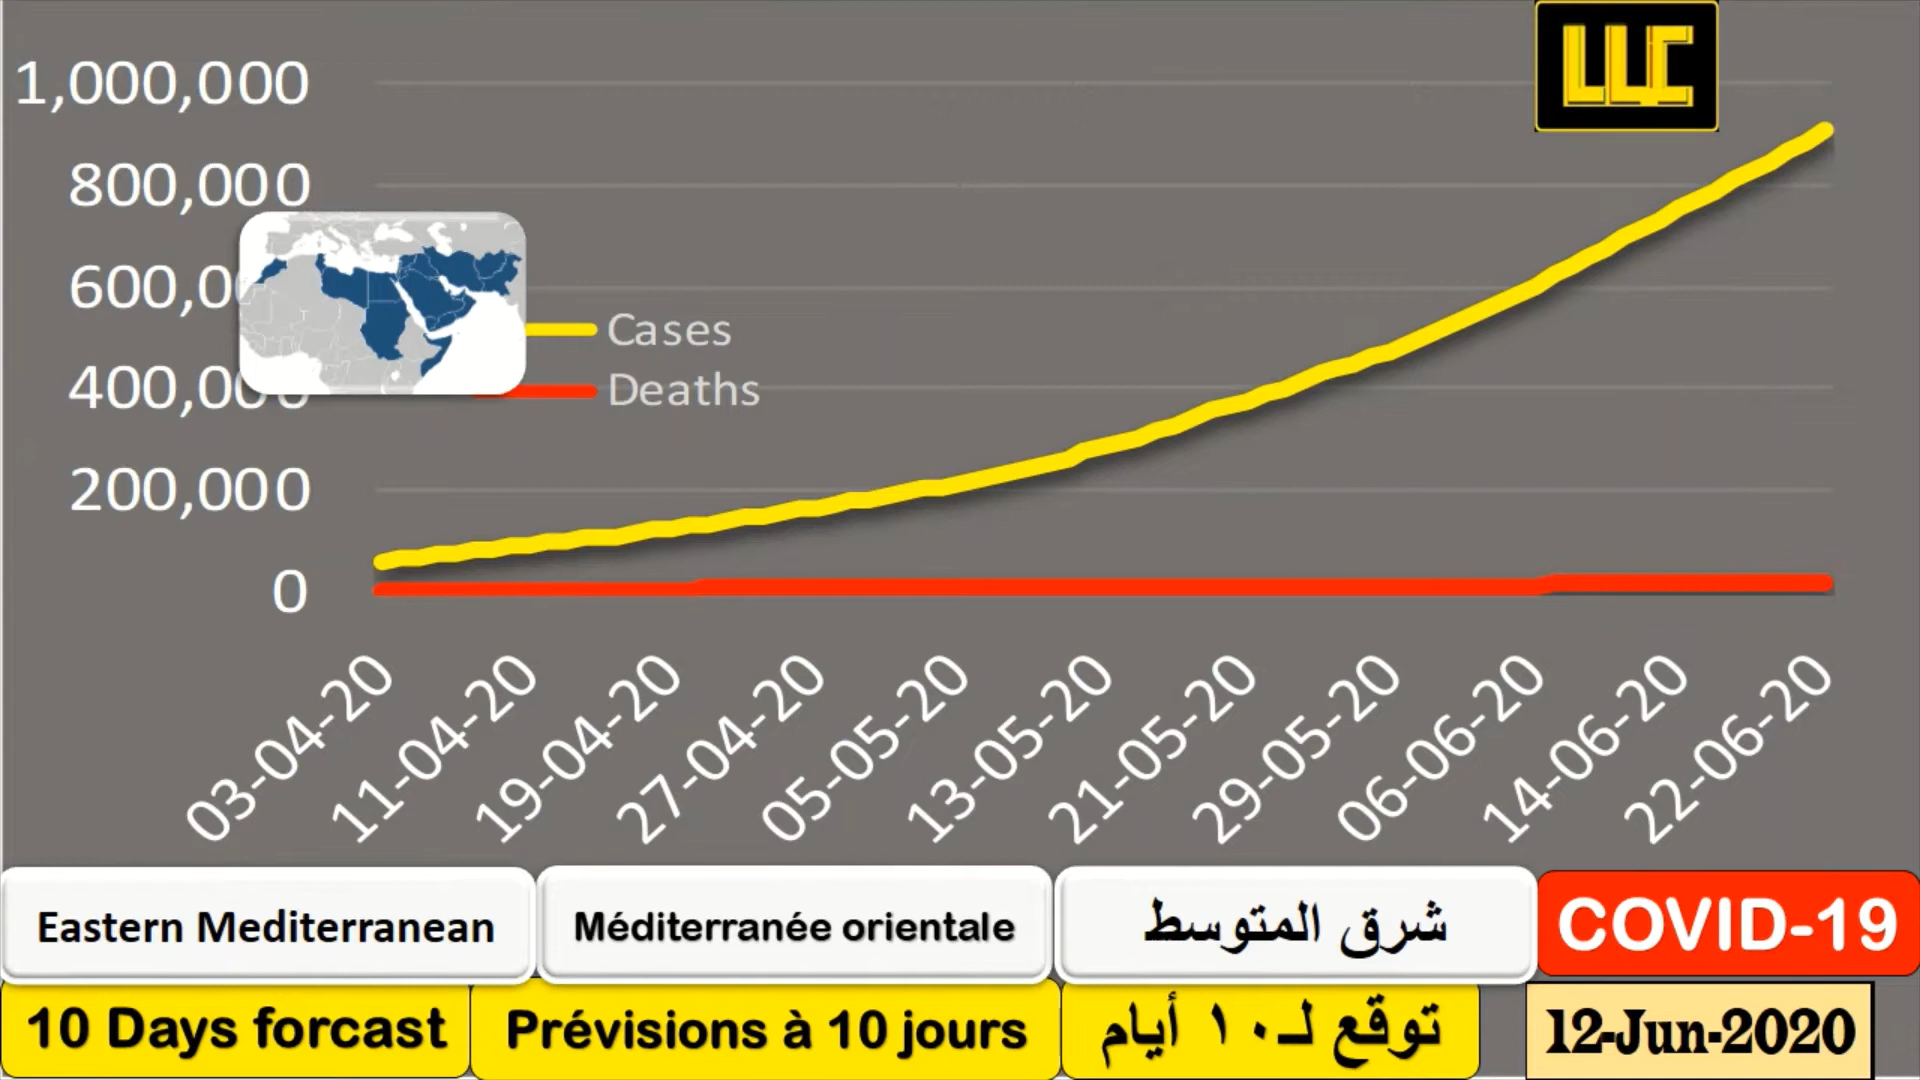 LLC
1,000,000
800,000
600,0
400,000
200,000
0
Cases
Deaths
03-04-20
11-04-20
19-04-20
27-04-20
05-05-20
13-05-20
21-05-20
29-05-20
06-06-20
14-06-20
22-06-20
Eastern Mediterranean
Méditerranée orientale
شرق المتوسط
COVID-19
10 Days forcast
Prévisions à 10 jours
توقع لـ١٠ أيام
12-Jun-2020